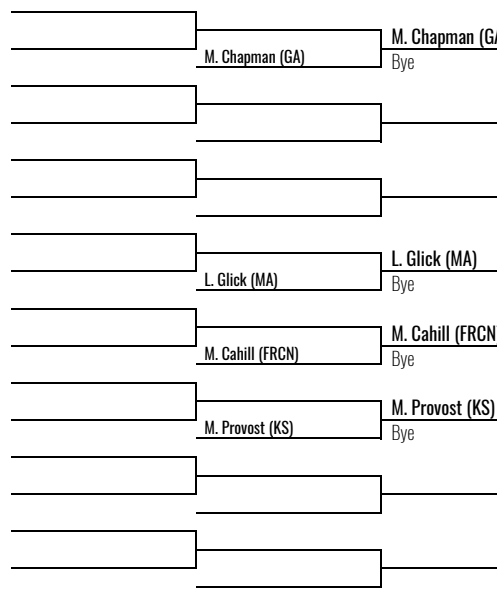 M. Chapman (GA)
M. Chapman (GA
Bye
L. Glick (MA)
L. Glick (MA)
Bye
M. Cahill (FRCN)
M. Cahill (FRCN)
Bye
M. Provost (KS)
M. Provost (KS)
Bye